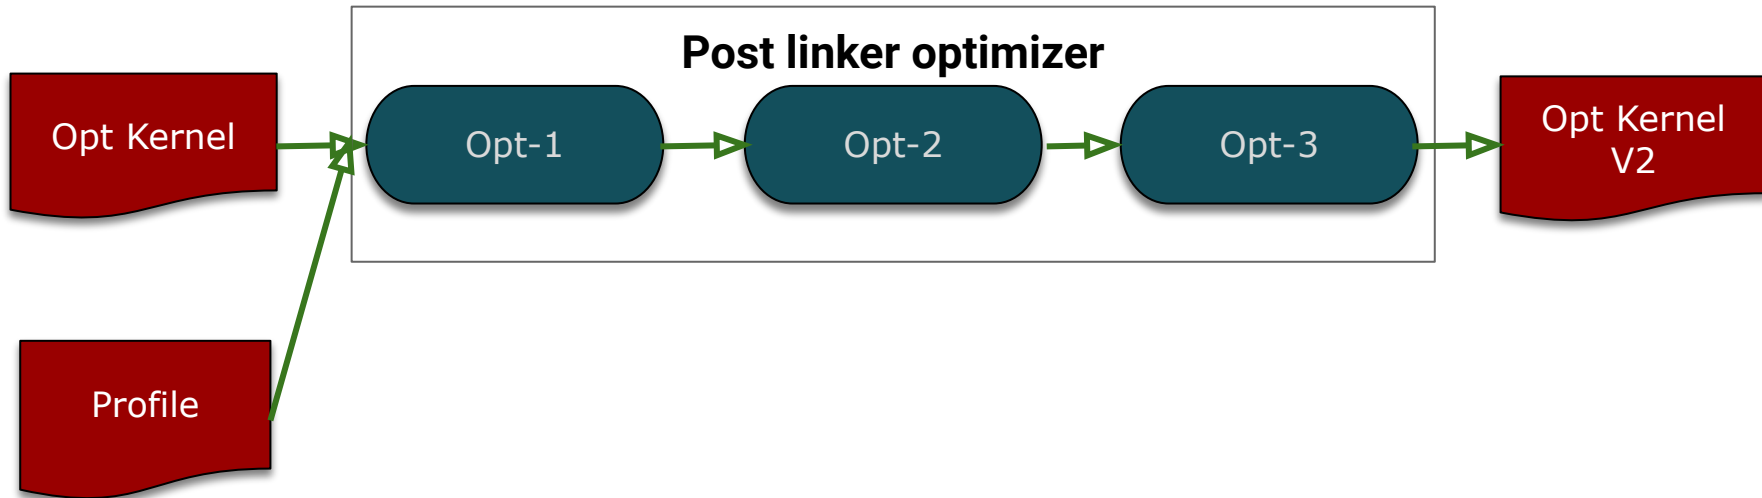 Post linker optimizer
Opt Kernel
Opt-1
Opt-2
Opt-3
Opt Kernel
V2
Profile